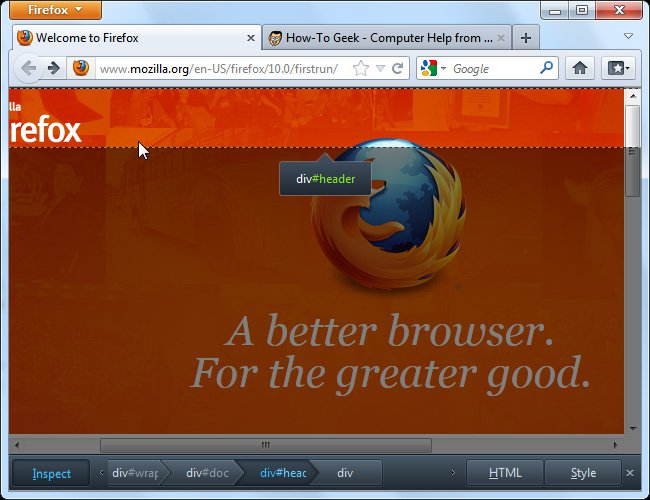 Firefox
Welcome to Firefox
How-To Geek - Computer Help from ...
www.mozilla.org/en-US/firefox/10.0/firstrun/
Google
lla
refox
div#header
A better browser.
For the greater good.
Inspect
div#wrap
div#doc
div#head
div
HTML
Style